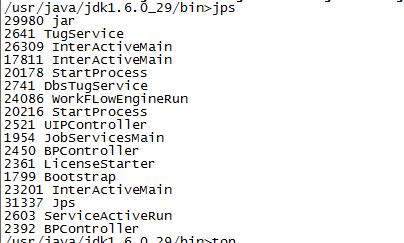 /usr/java/jdk1.6.0_29/bin>jps
29980 jar
2641 TugService
26309 InterActiveMain
17811 InterActiveMain
20178 StartProcess
2741 DbsTugService
24086 WorkFLowEngineRun
20216 StartProcess
2521 UIPController
1954 JobServicesMain
2450 BPController
2361 LicenseStarter
1799 Bootstrap
23201 InterActiveMain
31337 Jps
2603 ServiceActiveRun
2392 BPController
/usr/java/jdk1.6.0_29/bin>top